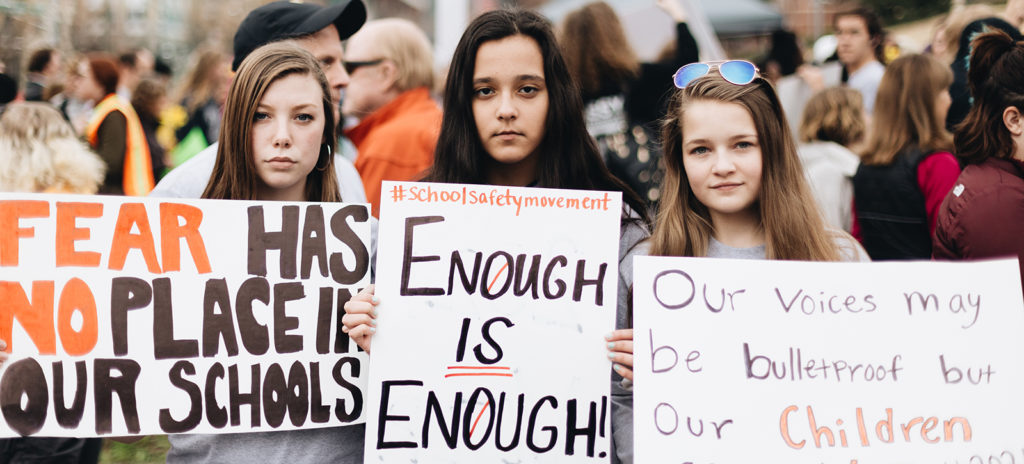 FEAR HAS
NO PLACE IN
OUR SCHOOLS
#schoolsafetymovement
ENOUGH
IS
ENOUGH!
Our voices may
be bulletproof but
Our Children